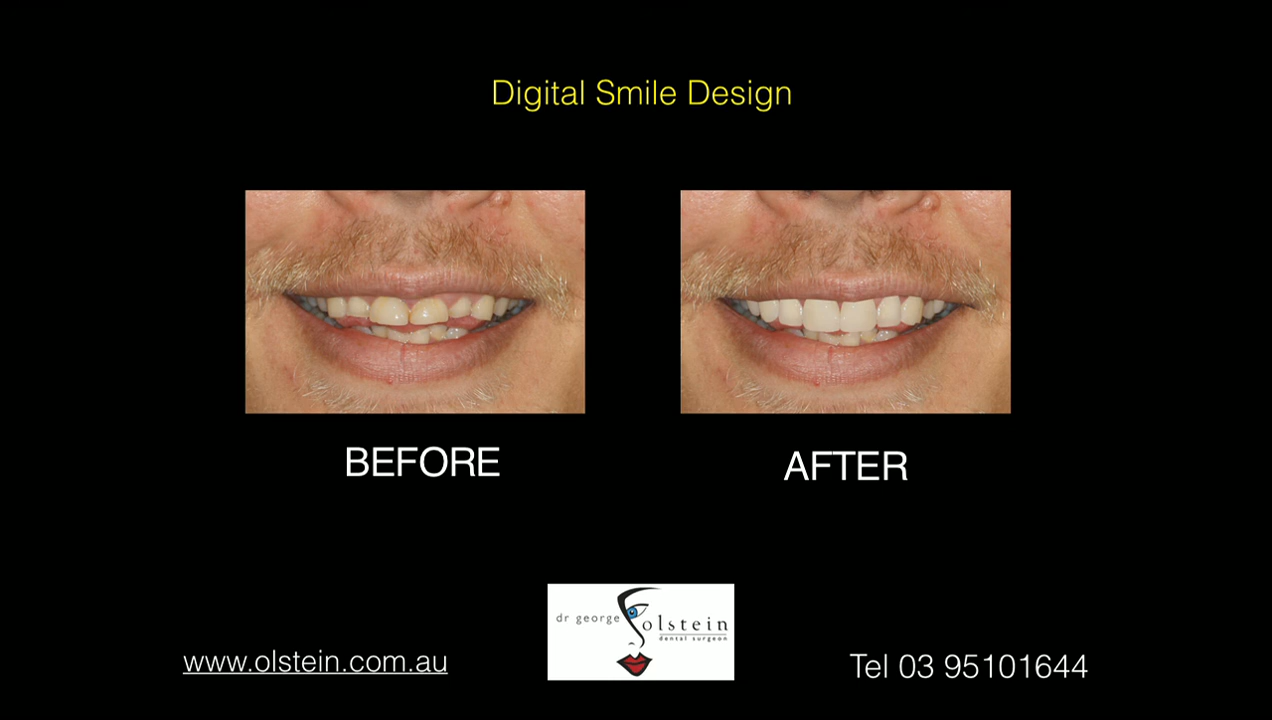 Digital Smile Design
BEFORE
AFTER
dr george olstein
dental surgeon
www.olstein.com.au
Tel 03 95101644